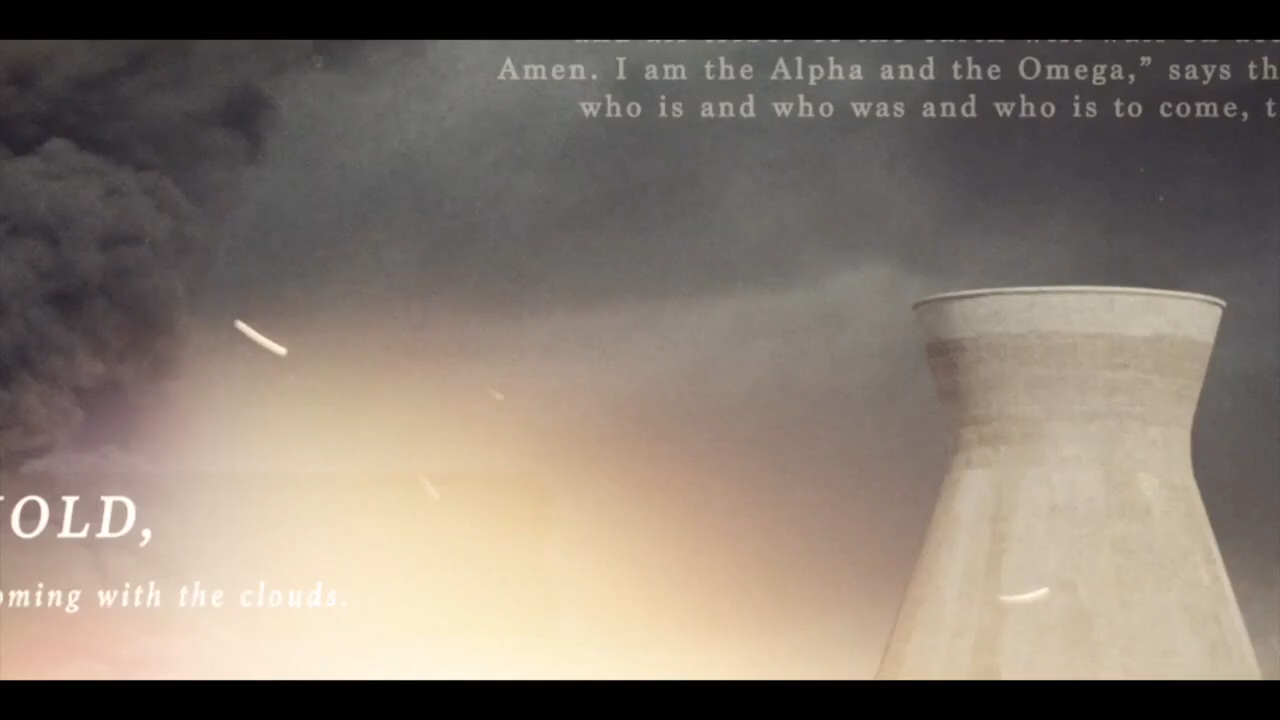 Amen. I am the Alpha and the Omega,” says th
who is and who was and who is to come, t
OLD,
oming with the clouds.